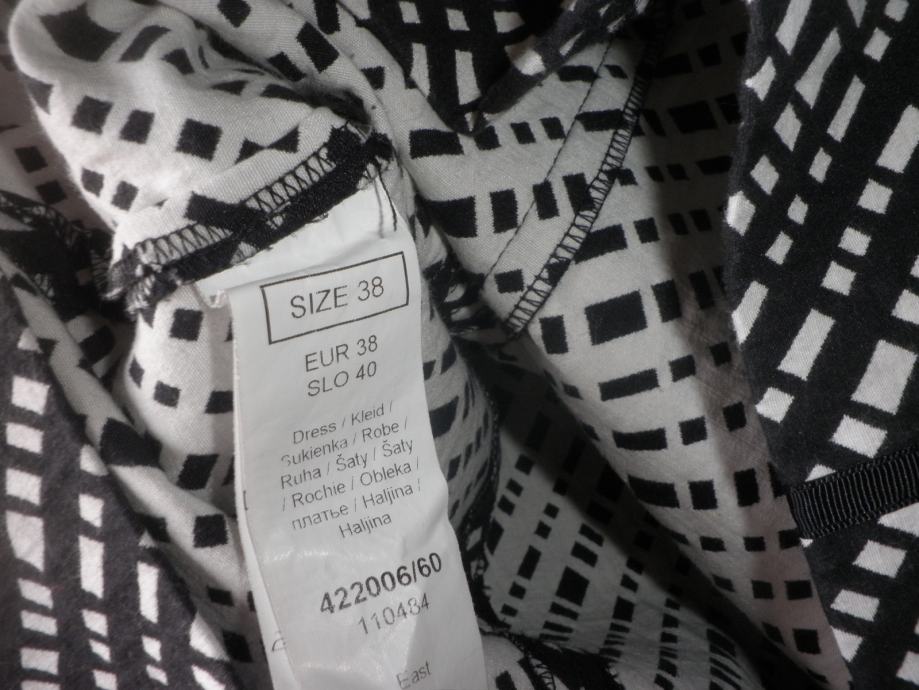 SIZE 38
EUR 38
SLO 40
Dress / Kleid /
Sukienka / Robe /
Ruha / Šaty / Šaty
/ Rochie / Obleka /
платье / Haljina /
Haljina
422006/60
110484
East